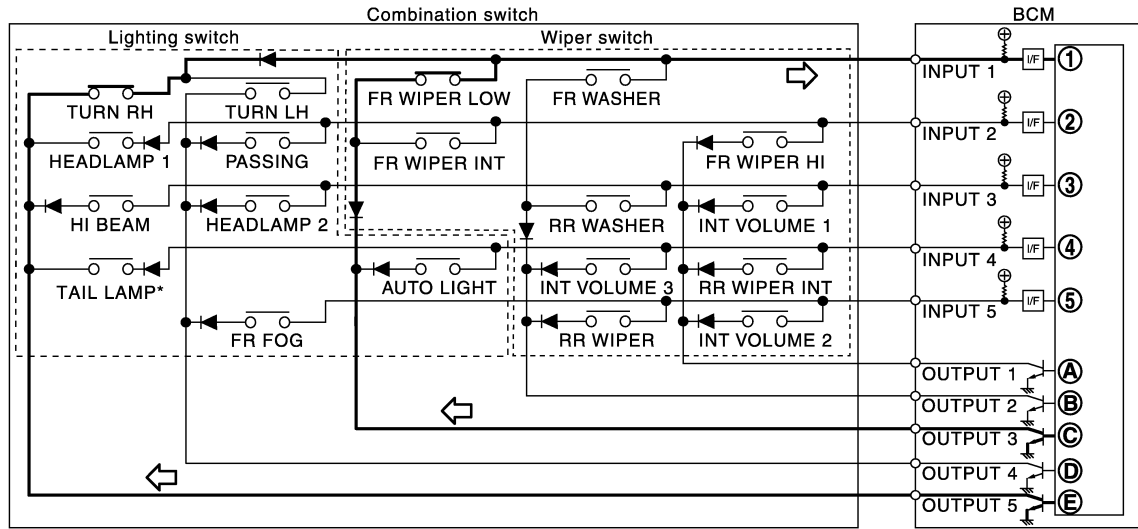 Combination switch
BCM
Lighting switch
Wiper switch
INPUT 1
I/F
1
TURN RH
TURN LH
FR WIPER LOW
FR WASHER
INPUT 2
I/F
2
HEADLAMP 1
PASSING
FR WIPER INT
FR WIPER HI
INPUT 3
I/F
3
HI BEAM
HEADLAMP 2
RR WASHER
INT VOLUME 1
INPUT 4
I/F
4
TAIL LAMP*
AUTO LIGHT
INT VOLUME 3
RR WIPER INT
INPUT 5
I/F
5
FR FOG
RR WIPER
INT VOLUME 2
OUTPUT 1
A
OUTPUT 2
B
OUTPUT 3
C
OUTPUT 4
D
OUTPUT 5
E